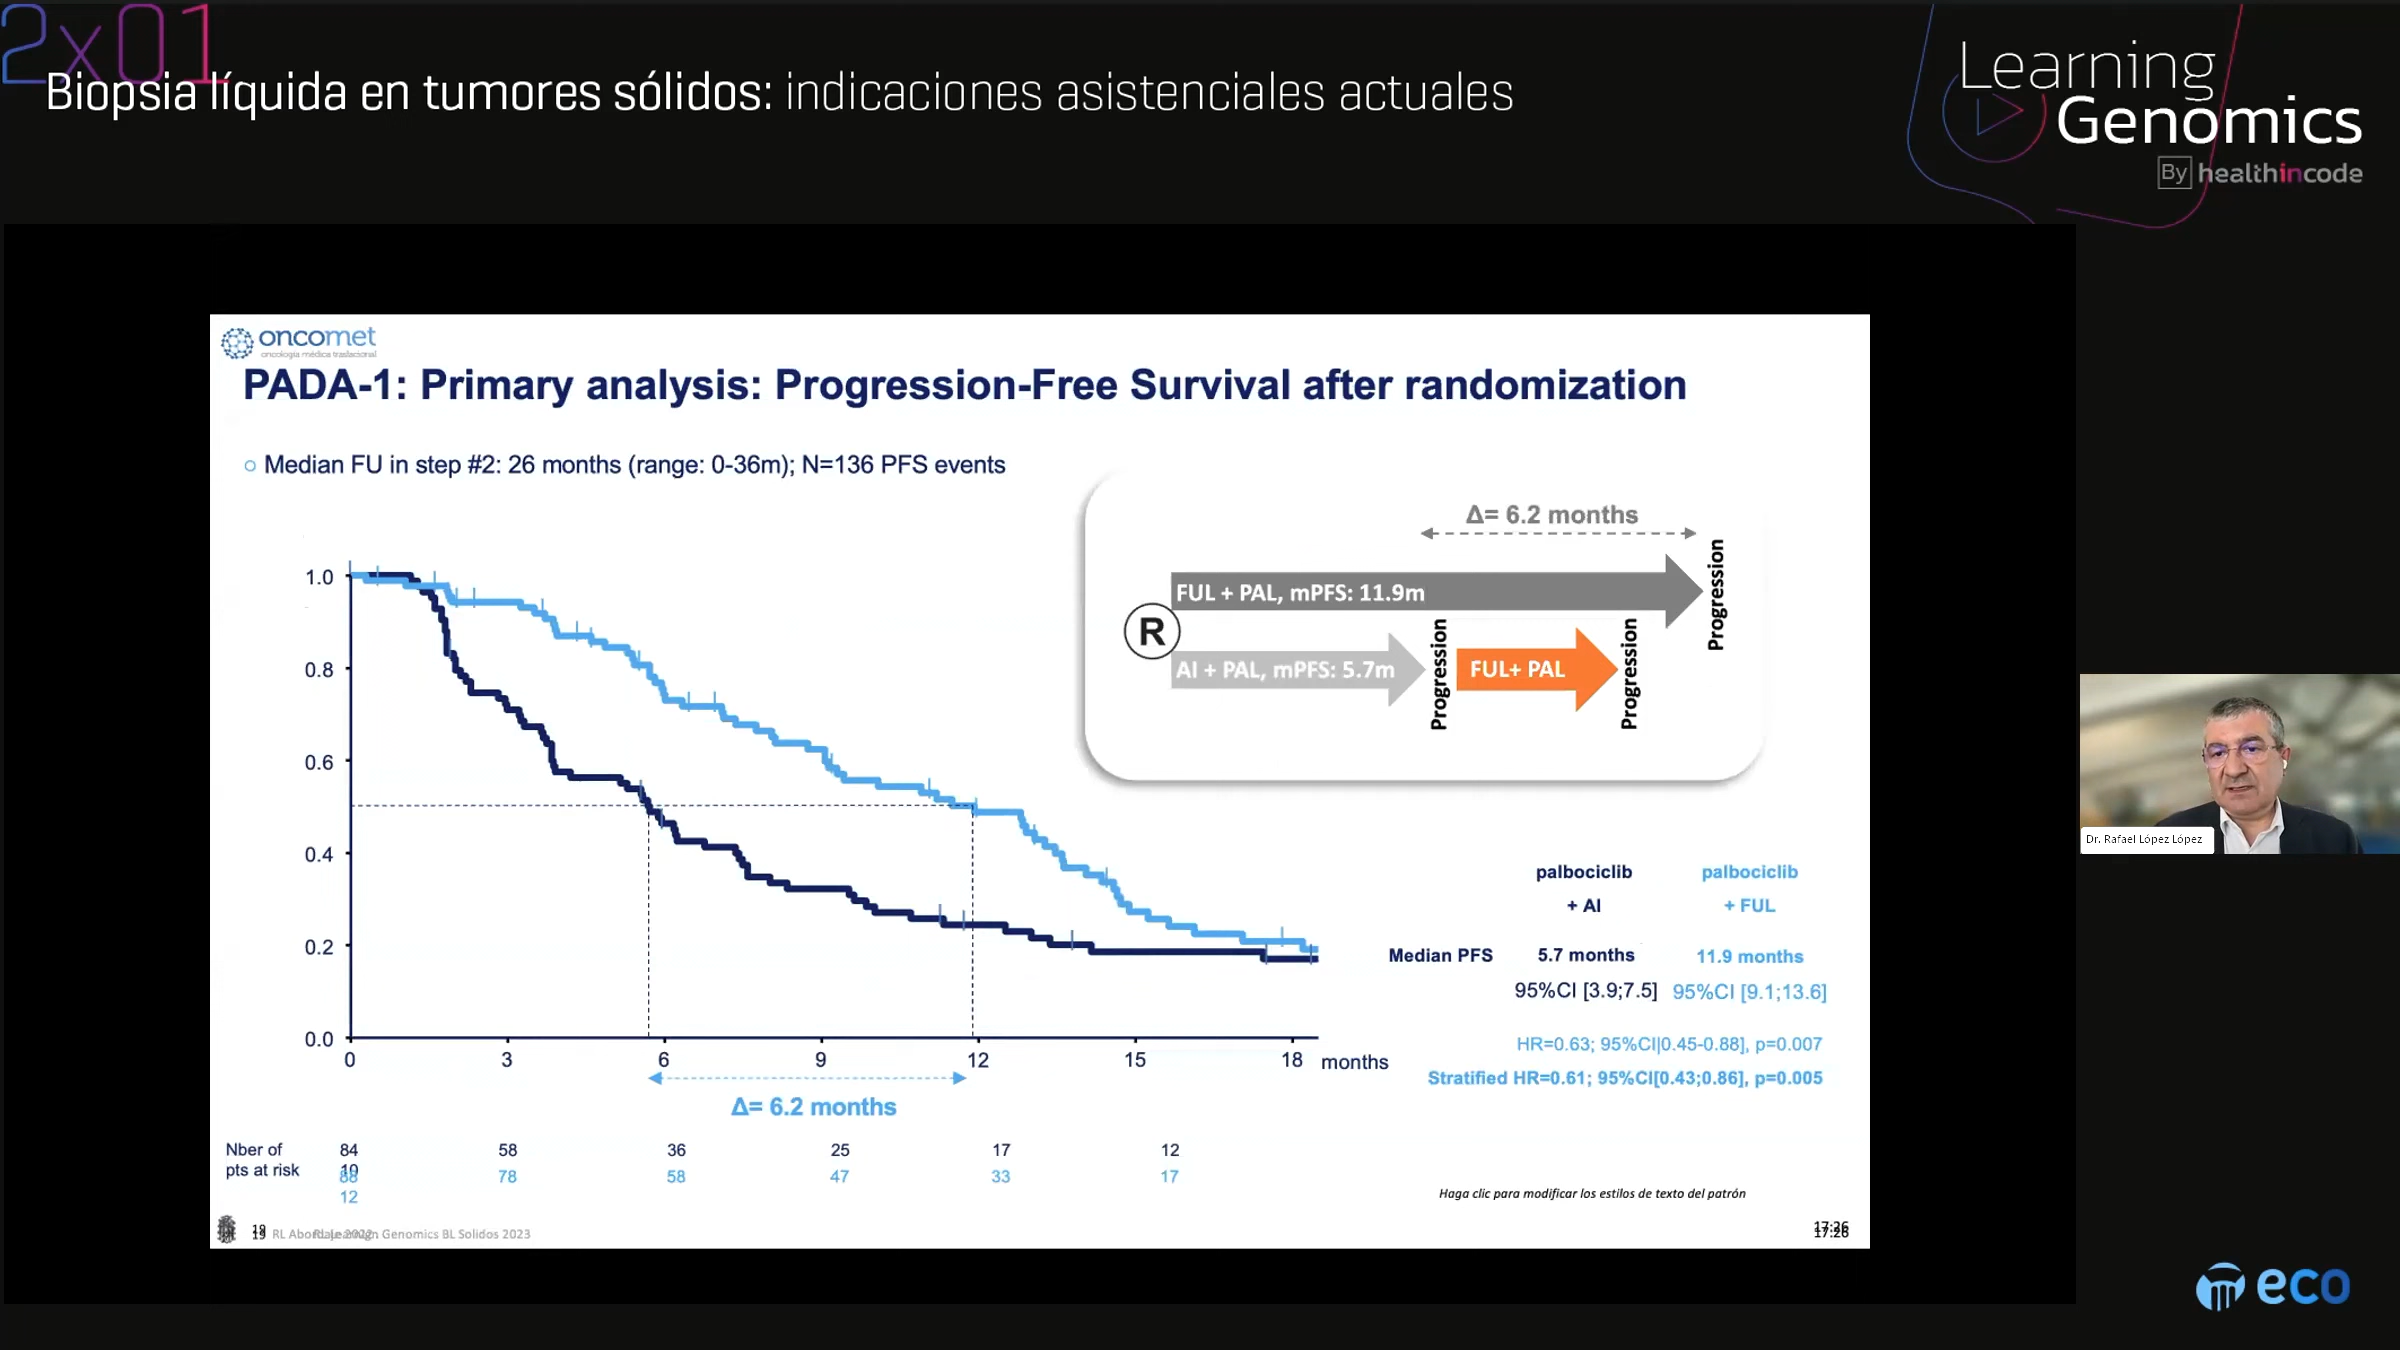 2x01
Biopsia líquida en tumores sólidos: indicaciones asistenciales actuales
Learning
Genomics
By healthincode
oncomet
oncología médica traslacional
PADA-1: Primary analysis: Progression-Free Survival after randomization
Median FU in step #2: 26 months (range: 0-36m); N=136 PFS events
Δ= 6.2 months
FUL + PAL, mPFS: 11.9m
Progression
R
AI + PAL, mPFS: 5.7m
Progression
FUL+ PAL
Progression
1.0
0.8
0.6
0.4
0.2
0.0
0 3 6 9 12 15 18 months
Δ= 6.2 months
palbociclib palbociclib
+ AI + FUL
Median PFS 5.7 months 11.9 months
95%CI [3.9;7.5] 95%CI [9.1;13.6]
HR=0.63; 95%CI|0.45-0.88], p=0.007
Stratified HR=0.61; 95%CI[0.43;0.86], p=0.005
Nber of 84 58 36 25 17 12
pts at risk 10
88 78 58 47 33 17
12
Haga clic para modificar los estilos de texto del patrón
19
19
Genomics BL Solidos 2023
17:26
17:26
Dr. Rafael López López
eco